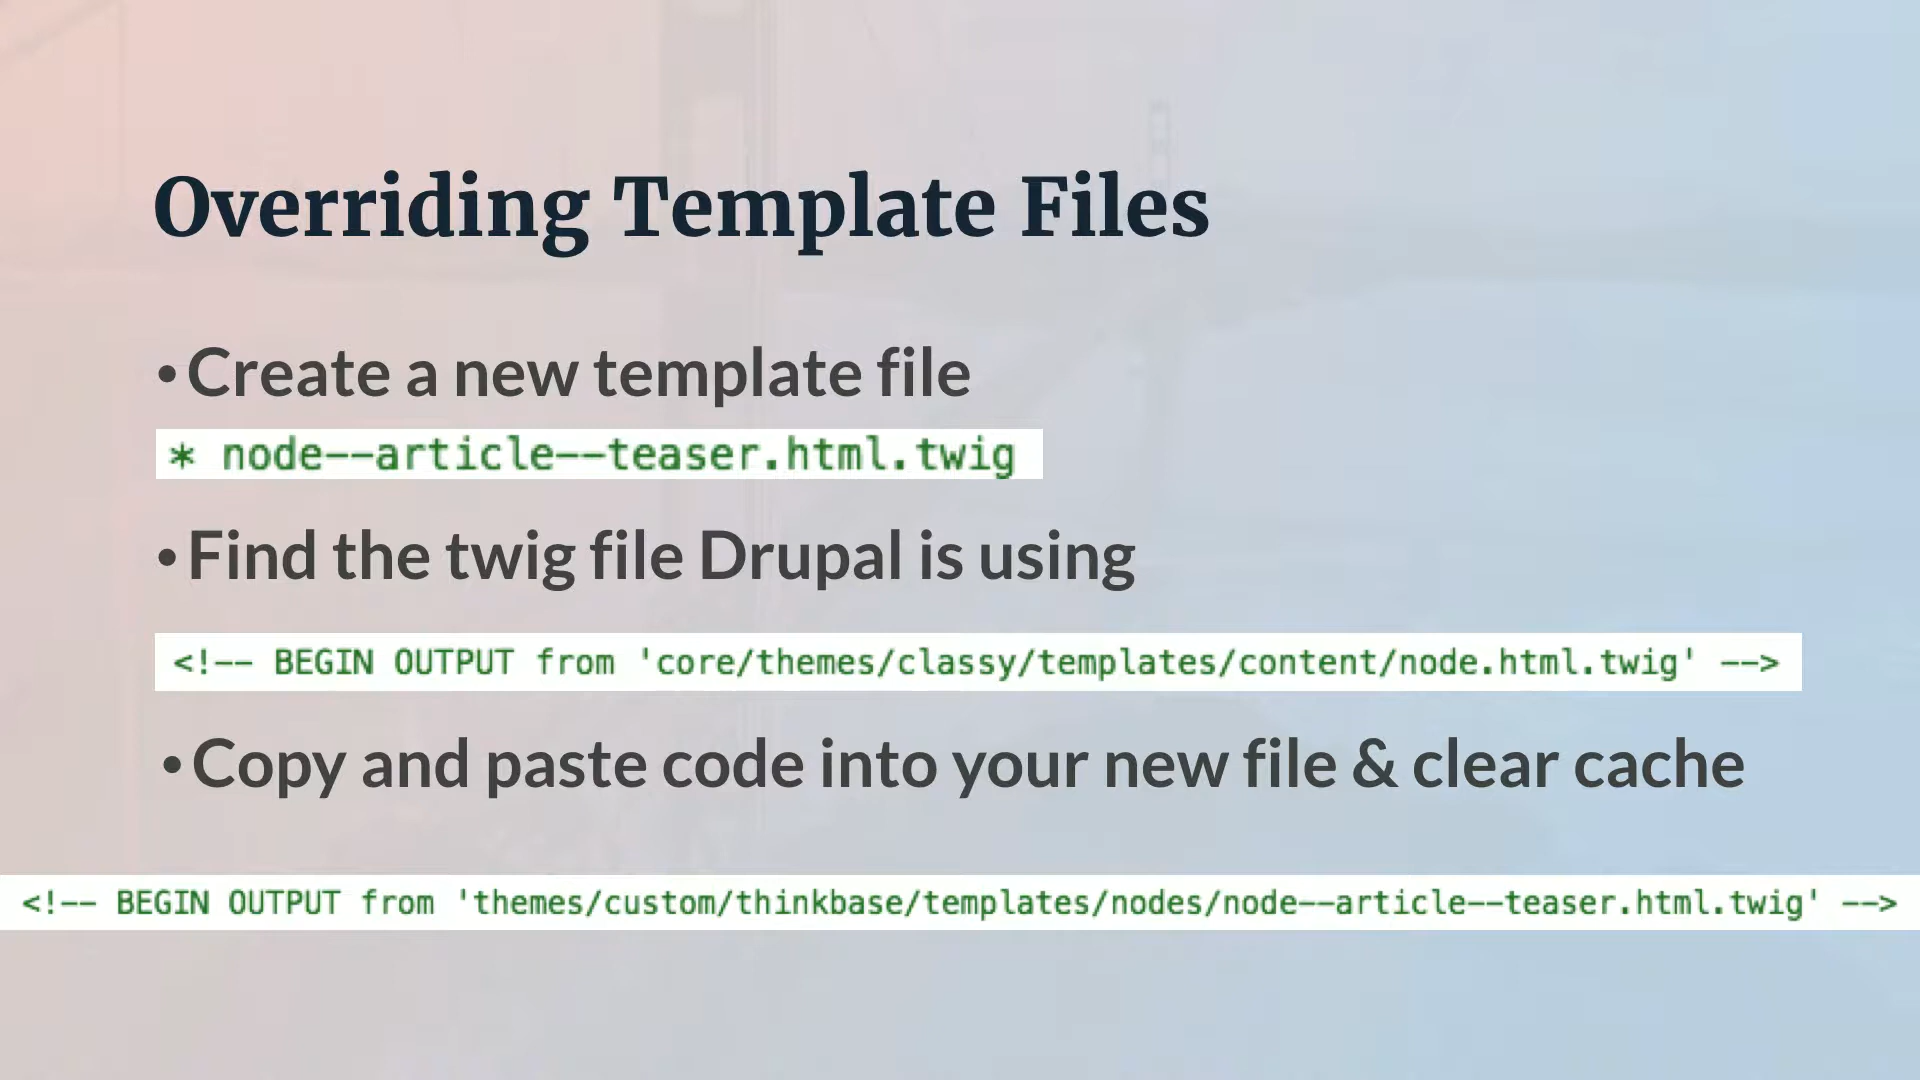 Overriding Template Files
•Create a new template file
* node--article--teaser.html.twig
•Find the twig file Drupal is using
<!-- BEGIN OUTPUT from 'core/themes/classy/templates/content/node.html.twig' -->
•Copy and paste code into your new file & clear cache
<!-- BEGIN OUTPUT from 'themes/custom/thinkbase/templates/nodes/node--article--teaser.html.twig' -->